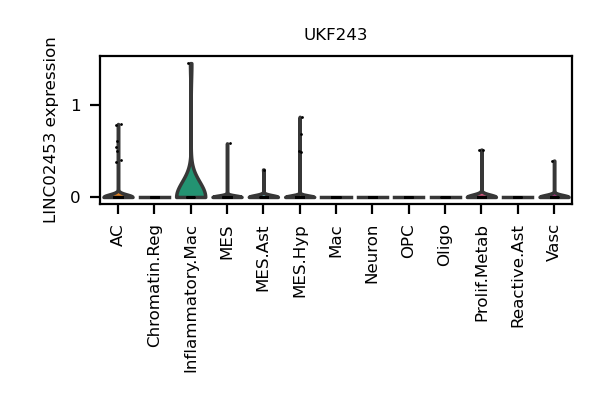 UKF243
LINC02453 expression
1
0
AC
Chromatin.Reg
Inflammatory.Mac
MES
MES.Ast
MES.Hyp
Mac
Neuron
OPC
Oligo
Prolif.Metab
Reactive.Ast
Vasc